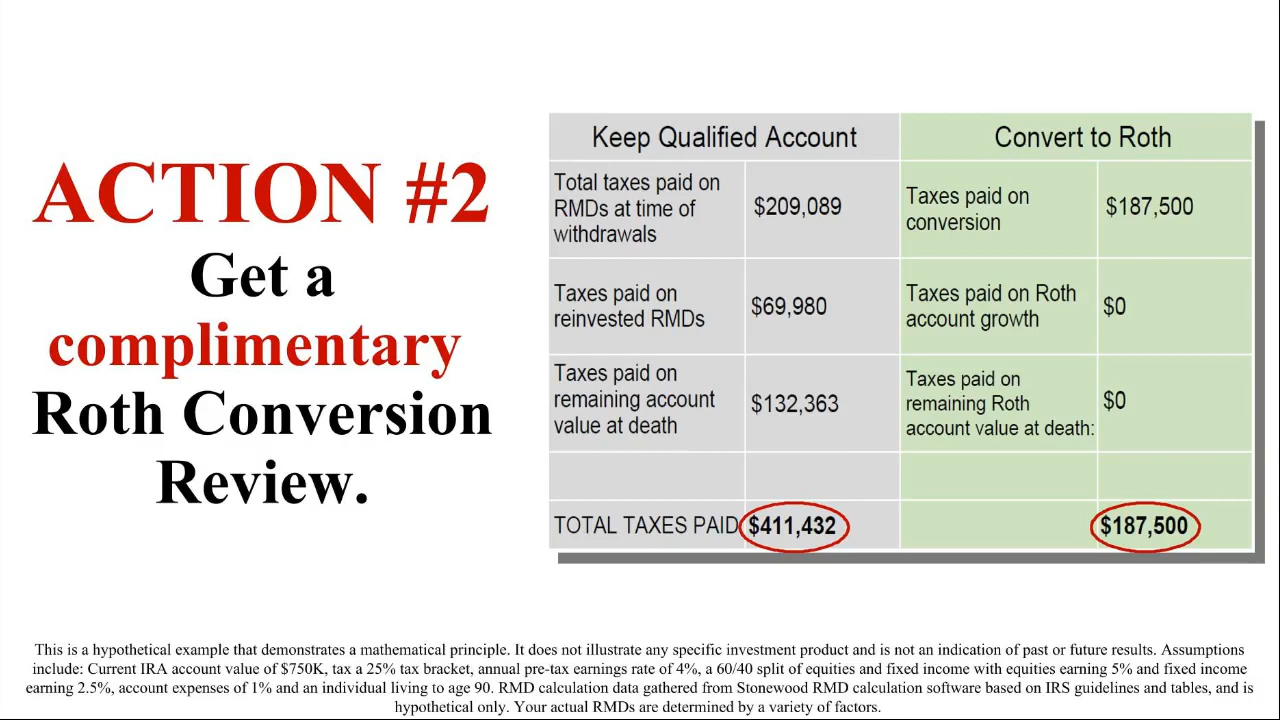 ACTION #2
Get a
complimentary
Roth Conversion
Review.
Keep Qualified Account
Convert to Roth
Total taxes paid on
RMDs at time of
withdrawals
$209,089
Taxes paid on
conversion
$187,500
Taxes paid on
reinvested RMDs
$69,980
Taxes paid on Roth
account growth
$0
Taxes paid on
remaining account
value at death
$132,363
Taxes paid on
remaining Roth
account value at death:
$0
TOTAL TAXES PAID
$411,432
$187,500
This is a hypothetical example that demonstrates a mathematical principle. It does not illustrate any specific investment product and is not an indication of past or future results. Assumptions
include: Current IRA account value of $750K, tax a 25% tax bracket, annual pre-tax earnings rate of 4%, a 60/40 split of equities and fixed income with equities earning 5% and fixed income
earning 2.5%, account expenses of 1% and an individual living to age 90. RMD calculation data gathered from Stonewood RMD calculation software based on IRS guidelines and tables, and is
hypothetical only. Your actual RMDs are determined by a variety of factors.